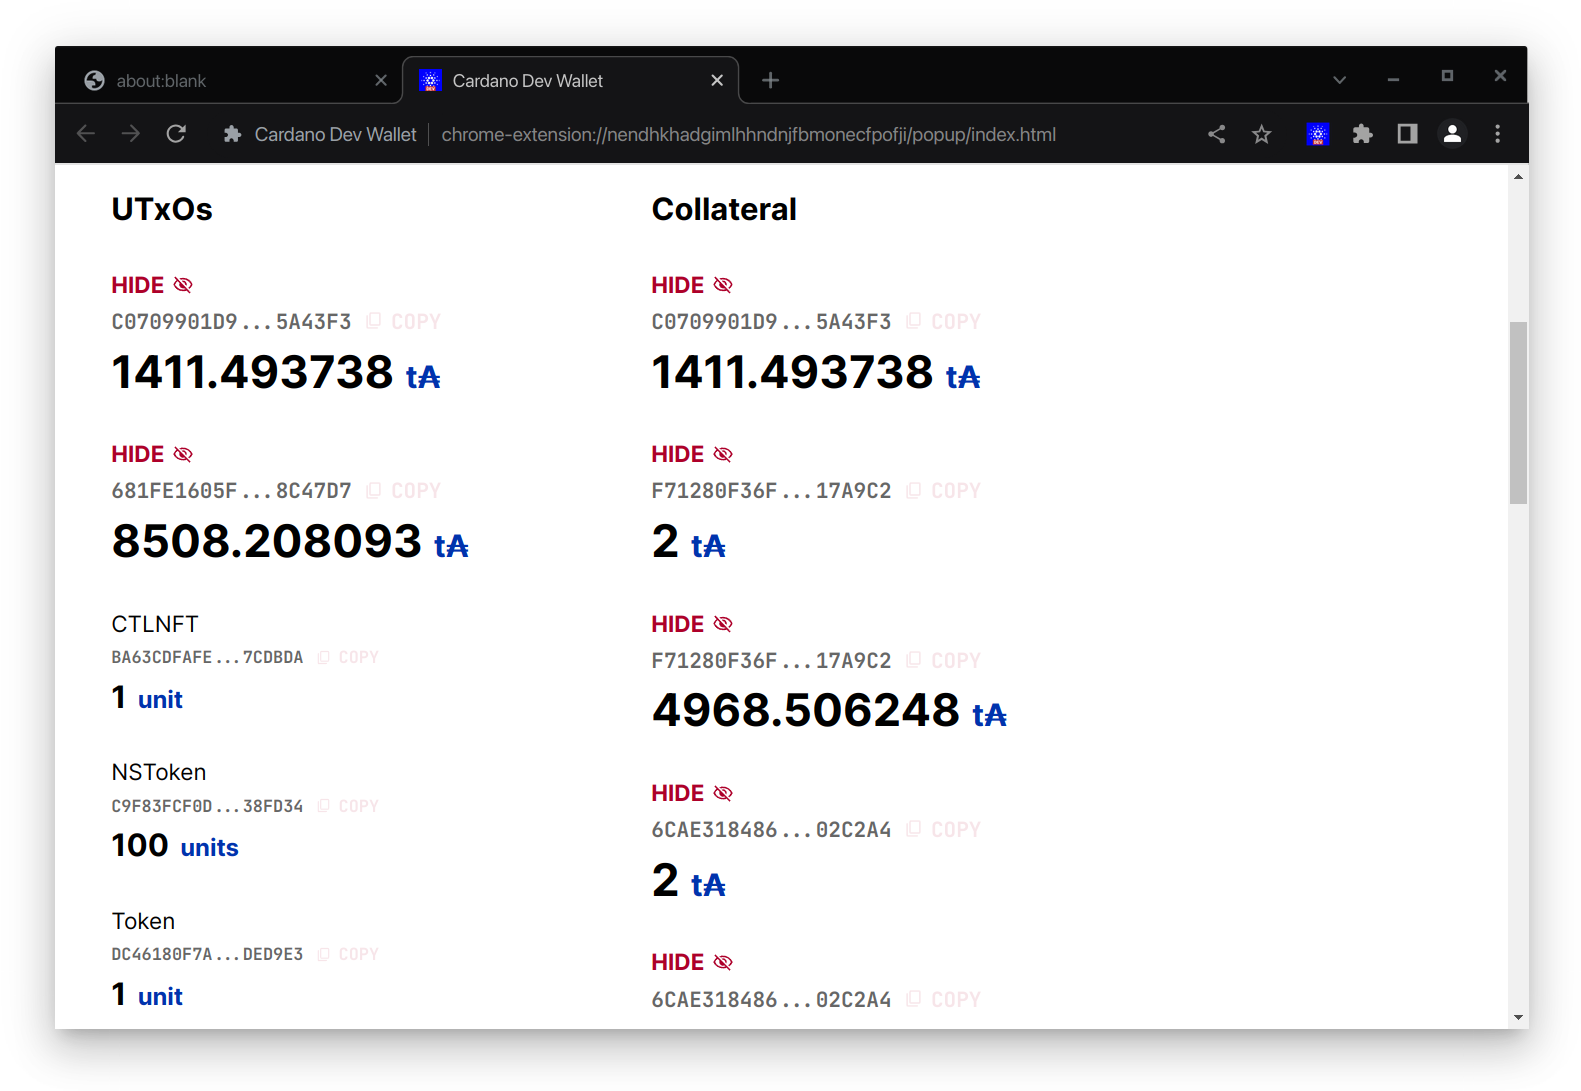 about:blank
Cardano Dev Wallet
Cardano Dev Wallet
chrome-extension://nendhkhadgimlhhndnjfbmonecfpofji/popup/index.html
UTxOs
HIDE
C0709901D9...5A43F3 COPY
1411.493738 t₳
HIDE
681FE1605F...8C47D7 COPY
8508.208093 t₳
CTLNFT
BA63CDFAFE...7CDBDA COPY
1 unit
NSToken
C9F83FCF0D...38FD34 COPY
100 units
Token
DC46180F7A...DED9E3 COPY
1 unit
Collateral
HIDE
C0709901D9...5A43F3 COPY
1411.493738 t₳
HIDE
F71280F36F...17A9C2 COPY
2 t₳
HIDE
F71280F36F...17A9C2 COPY
4968.506248 t₳
HIDE
6CAE318486...02C2A4 COPY
2 t₳
HIDE
6CAE318486...02C2A4 COPY